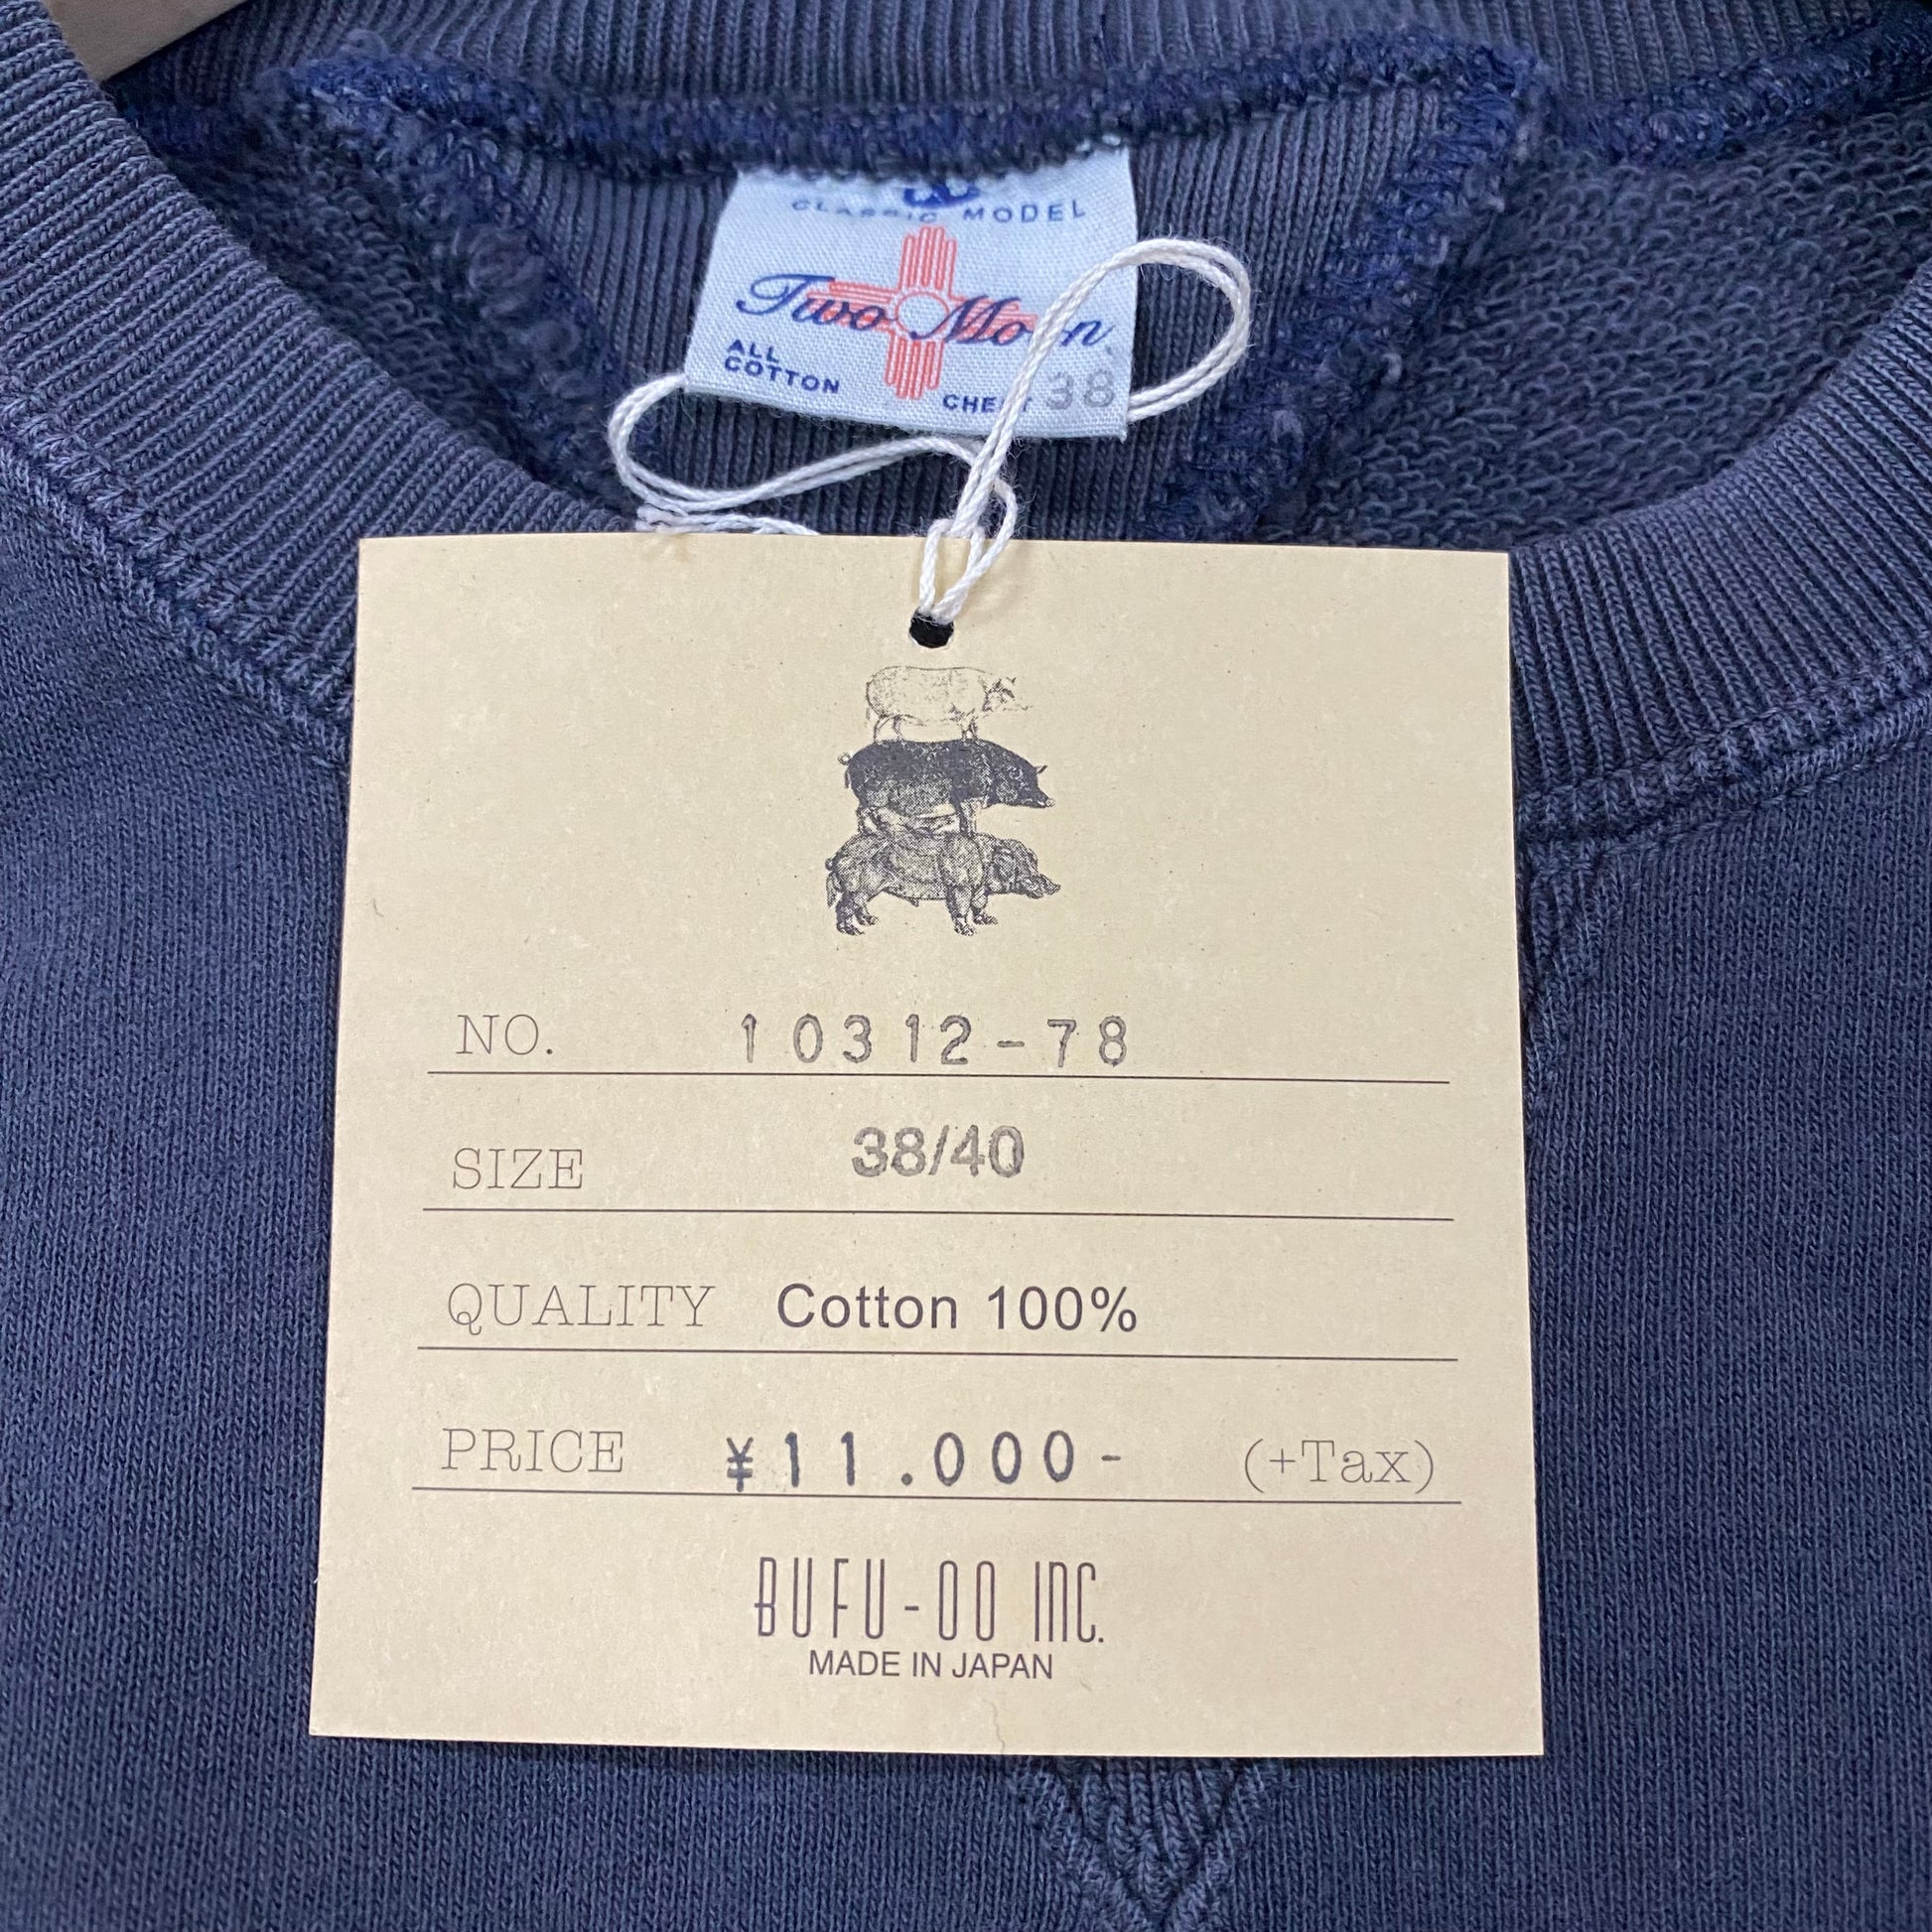 CLASSIC MODEL
Two Moon
ALL
COTTON
CHEST 38
NO. 10312-78
SIZE 38/40
QUALITY Cotton 100%
PRICE ¥11.000- (+Tax)
BUFU-OO INC.
MADE IN JAPAN